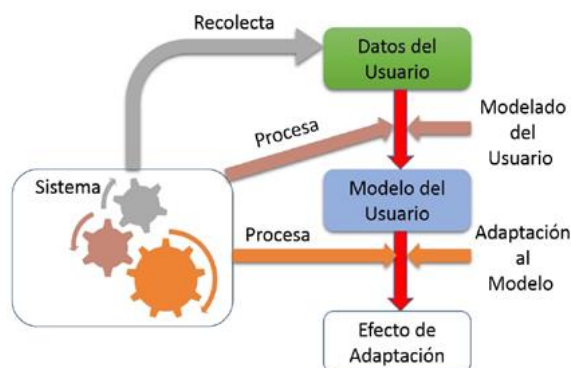 Recolecta
Datos del
Usuario
Procesa
Modelado
del
Usuario
Sistema
Modelo del
Usuario
Procesa
Adaptación
al
Modelo
Efecto de
Adaptación